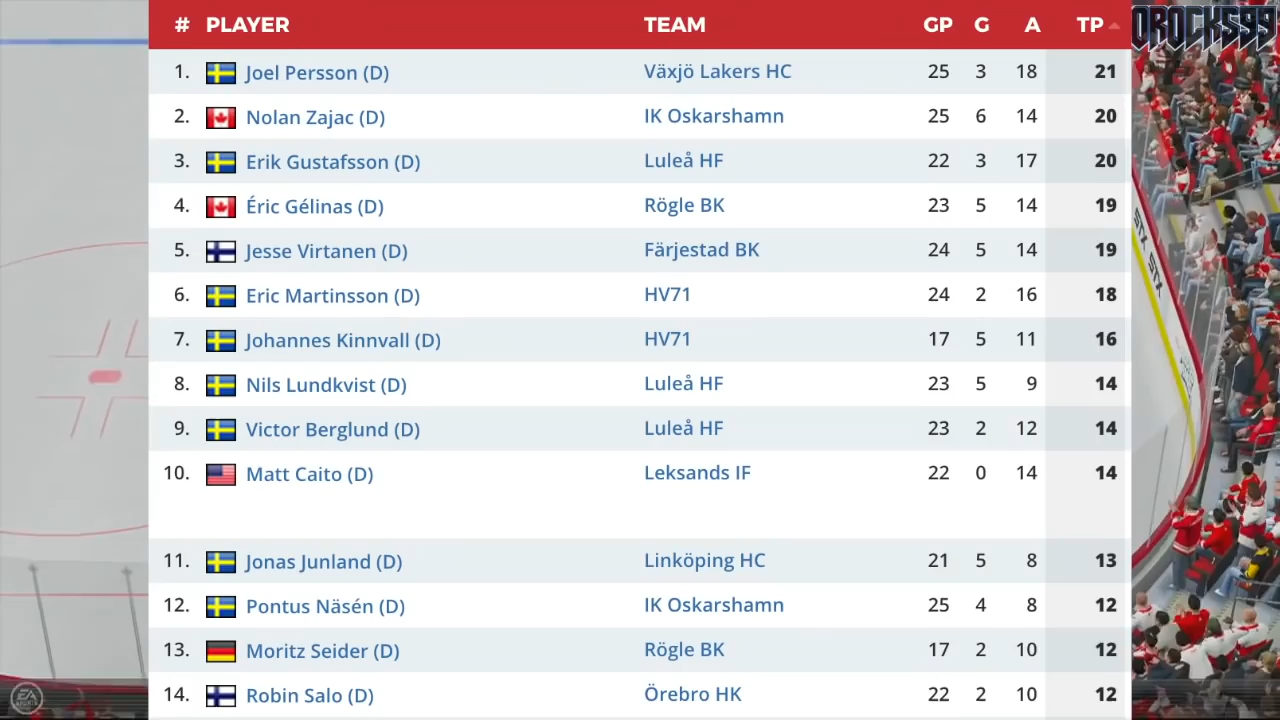 # PLAYER TEAM GP G A TP
OROCKS99
1. Joel Persson (D) Växjö Lakers HC 25 3 18 21
2. Nolan Zajac (D) IK Oskarshamn 25 6 14 20
3. Erik Gustafsson (D) Luleå HF 22 3 17 20
4. Éric Gélinas (D) Rögle BK 23 5 14 19
5. Jesse Virtanen (D) Färjestad BK 24 5 14 19
6. Eric Martinsson (D) HV71 24 2 16 18
7. Johannes Kinnvall (D) HV71 17 5 11 16
8. Nils Lundkvist (D) Luleå HF 23 5 9 14
9. Victor Berglund (D) Luleå HF 23 2 12 14
10. Matt Caito (D) Leksands IF 22 0 14 14
11. Jonas Junland (D) Linköping HC 21 5 8 13
12. Pontus Näsén (D) IK Oskarshamn 25 4 8 12
13. Moritz Seider (D) Rögle BK 17 2 10 12
14. Robin Salo (D) Örebro HK 22 2 10 12
STX STX
EA
SPORTS